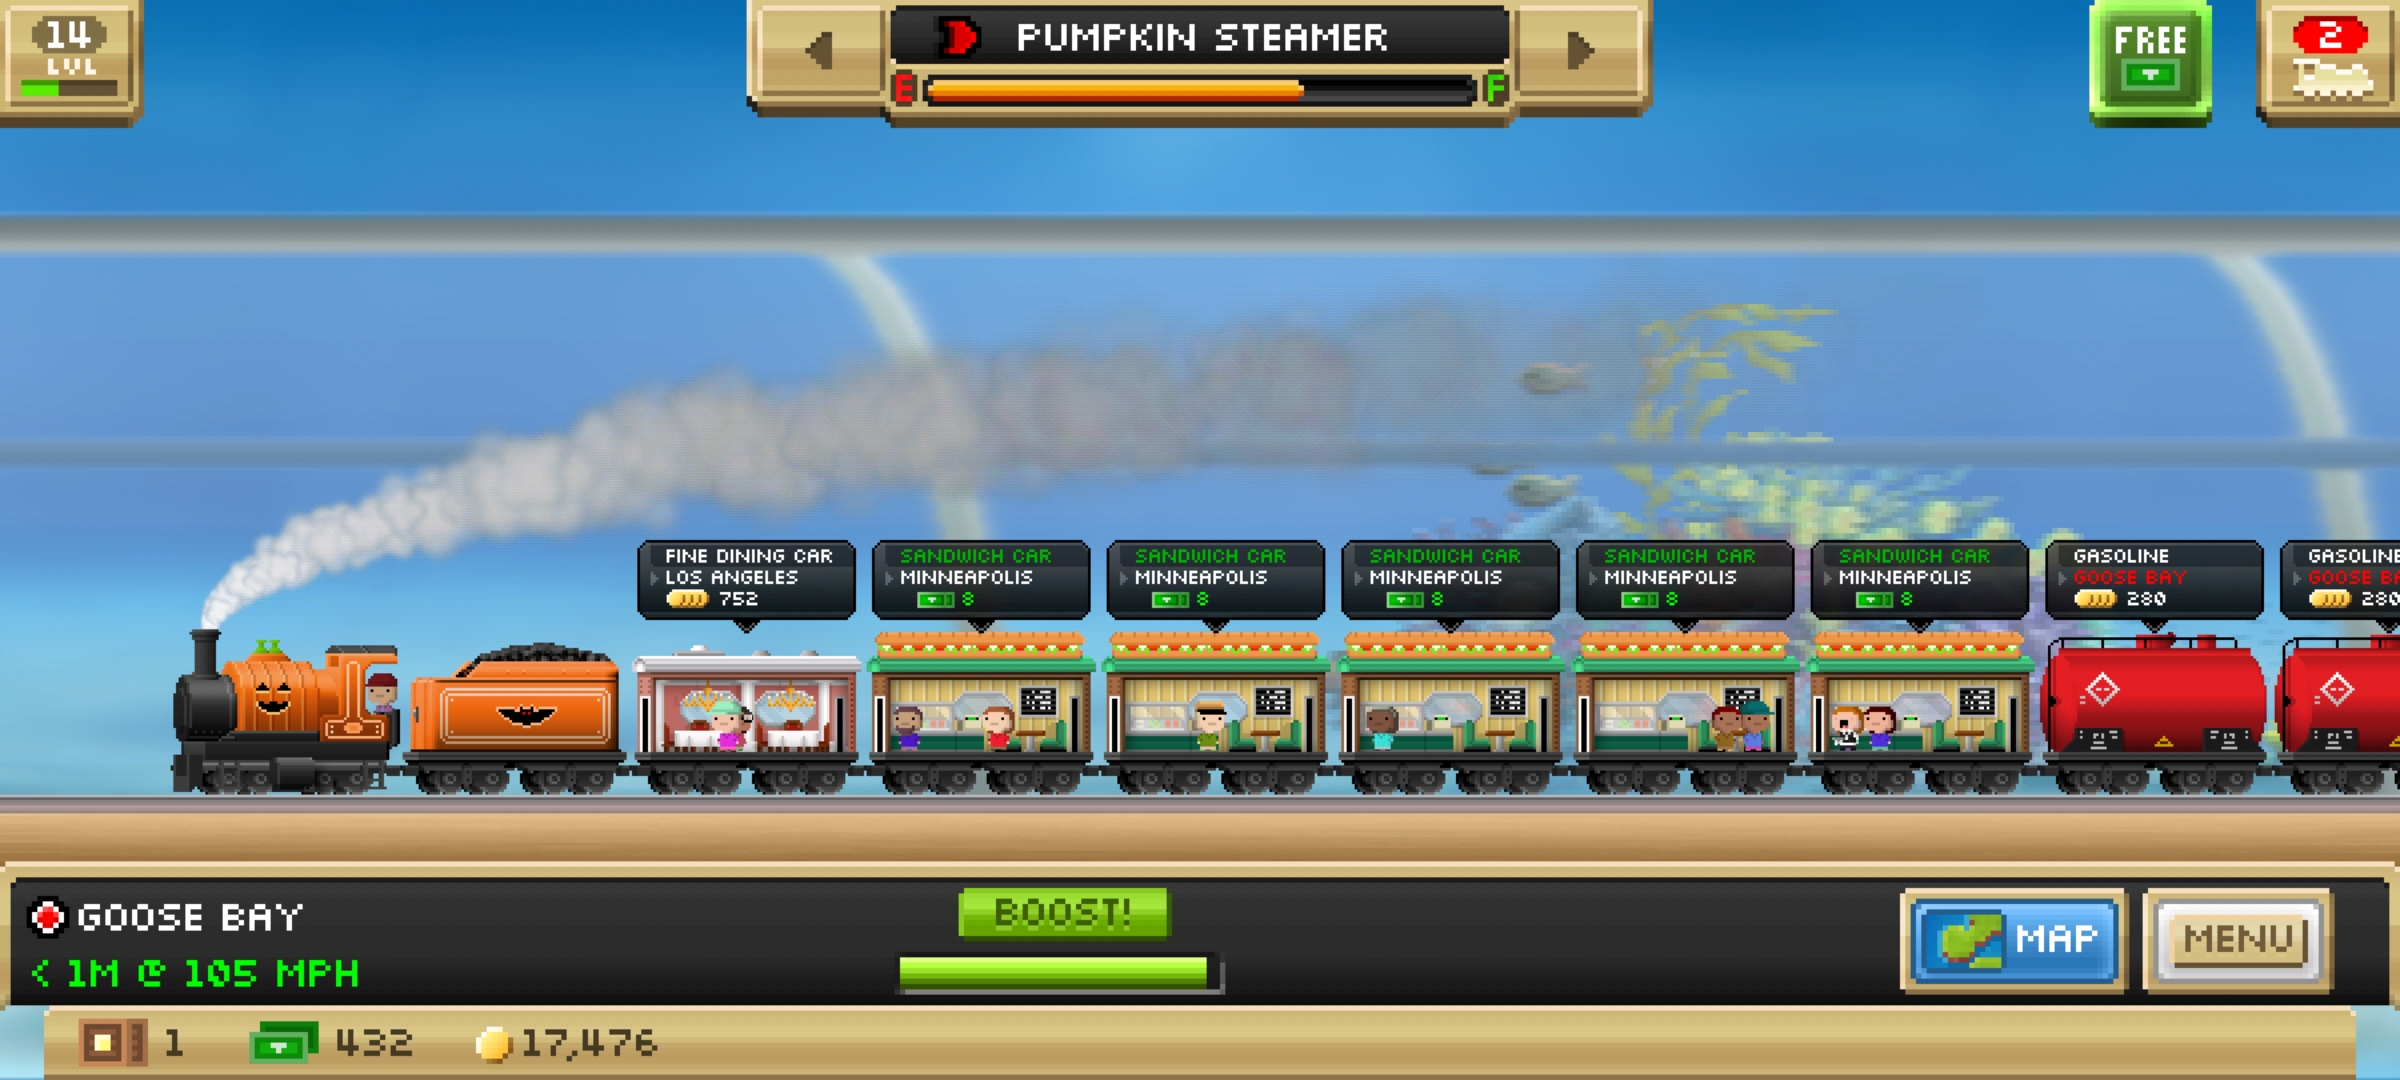 14
LVL
PUMPKIN STEAMER
E
F
FREE
2
FINE DINING CAR
LOS ANGELES
752
SANDWICH CAR
MINNEAPOLIS
8
SANDWICH CAR
MINNEAPOLIS
8
SANDWICH CAR
MINNEAPOLIS
8
SANDWICH CAR
MINNEAPOLIS
8
SANDWICH CAR
MINNEAPOLIS
8
GASOLINE
GOOSE BAY
280
GASOLINE
GOOSE BA
280
GOOSE BAY
< 1M @ 105 MPH
BOOST!
MAP
MENU
1
432
17,476